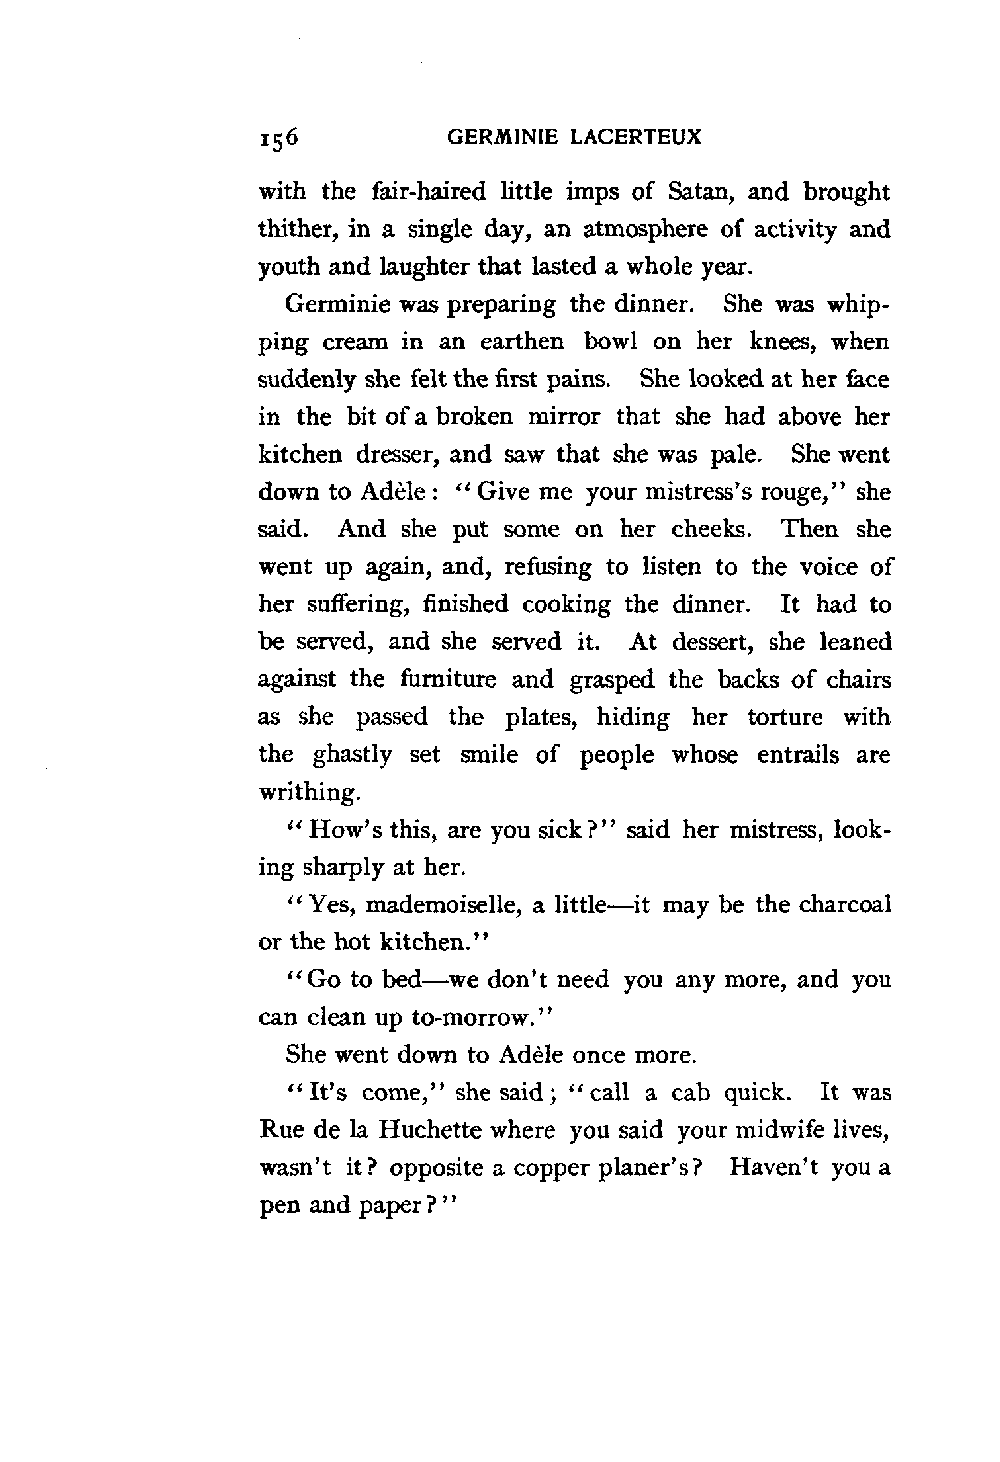 156 GERMINIE LACERTEUX
with the fair-haired little imps of Satan, and brought
thither, in a single day, an atmosphere of activity and
youth and laughter that lasted a whole year.
Germinie was preparing the dinner. She was whip-
ping cream in an earthen bowl on her knees, when
suddenly she felt the first pains. She looked at her face
in the bit of a broken mirror that she had above her
kitchen dresser, and saw that she was pale. She went
down to Adèle: "Give me your mistress's rouge," she
said. And she put some on her cheeks. Then she
went up again, and, refusing to listen to the voice of
her suffering, finished cooking the dinner. It had to
be served, and she served it. At dessert, she leaned
against the furniture and grasped the backs of chairs
as she passed the plates, hiding her torture with
the ghastly set smile of people whose entrails are
writhing.
"How's this, are you sick?" said her mistress, look-
ing sharply at her.
"Yes, mademoiselle, a little—it may be the charcoal
or the hot kitchen."
"Go to bed—we don't need you any more, and you
can clean up to-morrow."
She went down to Adèle once more.
"It's come," she said; "call a cab quick. It was
Rue de la Huchette where you said your midwife lives,
wasn't it? opposite a copper planer's? Haven't you a
pen and paper?"